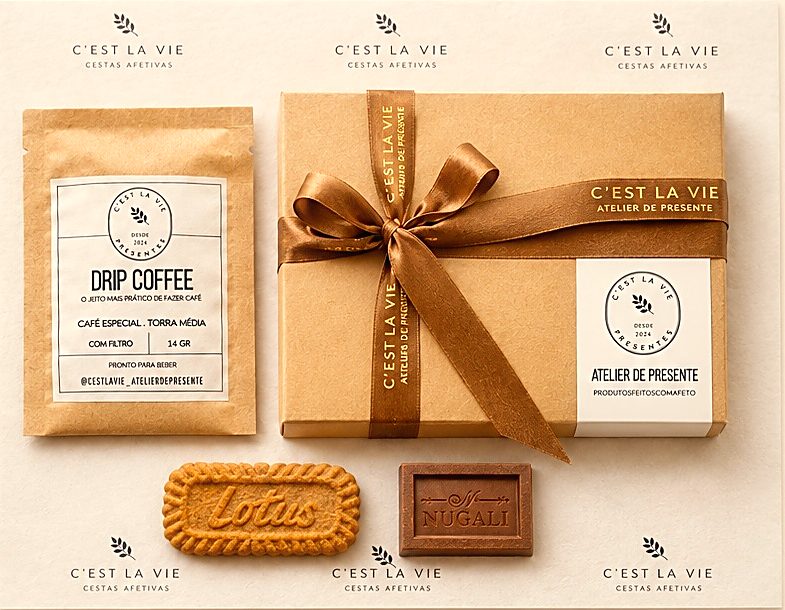 C'EST LA VIE
CESTAS AFETIVAS
C'EST LA VIE
CESTAS AFETIVAS
C'EST LA VIE
CESTAS AFETIVAS
C'EST LA VIE
DESDE
2024
PRESENTES
DRIP COFFEE
O JEITO MAIS PRÁTICO DE FAZER CAFÉ
CAFÉ ESPECIAL . TORRA MÉDIA
COM FILTRO
14 GR
PRONTO PARA BEBER
@CESTLAVIE_ATELIERDEPRESENTE
C'EST LA VIE
DE
C'EST LA VIE
ATELIER DE PRESENTE
C'EST LA VIE
DE
C'EST LA VIE
DESDE
2024
PRESENTES
ATELIER DE PRESENTE
PRODUTOSFEITOSCOMAFETO
Lotus
N
NUGALI
C'EST LA VIE
CESTAS AFETIVAS
C'EST LA VIE
CESTAS AFETIVAS
C'EST LA VIE
CESTAS AFETIVAS